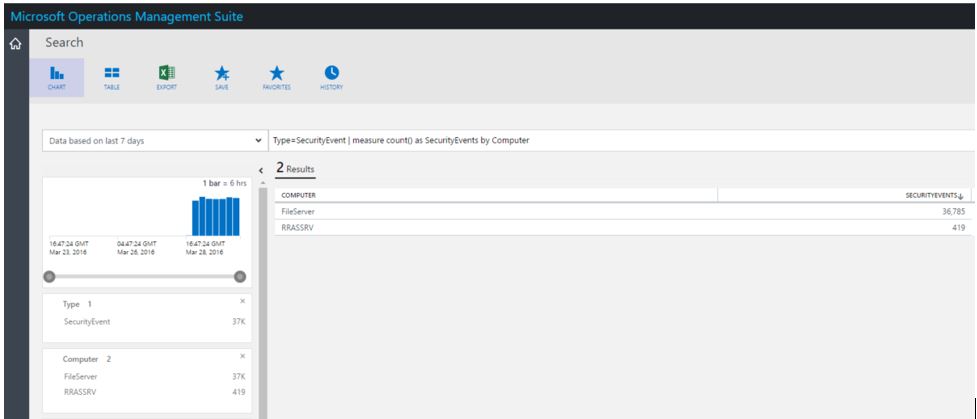 Microsoft Operations Management Suite
Search
CHART TABLE EXPORT SAVE FAVORITES HISTORY
Data based on last 7 days
Type=SecurityEvent | measure count() as SecurityEvents by Computer
2 Results
1 bar = 6 hrs
16:47:24 GMT 04:47:24 GMT 16:47:24 GMT
Mar 23, 2016 Mar 26, 2016 Mar 28, 2016
COMPUTER SECURITYEVENTS
FileServer 36,785
RRASSRV 419
Type 1
SecurityEvent 37K
Computer 2
FileServer 37K
RRASSRV 419